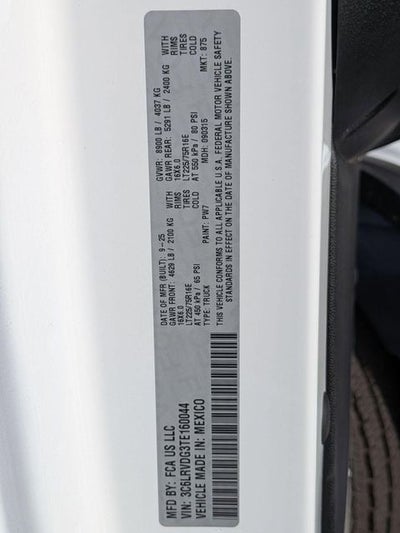 MFD BY: FCA US LLC
VIN: 3C6LRVDG3TE160044
VEHICLE MADE IN: MEXICO
DATE OF MFR (BUILT): 9-25 GVWR: 8900 LB / 4037 KG
GAWR FRONT: 4629 LB / 2100 KG WITH GAWR REAR: 5291 LB / 2400 KG WITH
16X6.0 RIMS 16X6.0 RIMS
LT225/75R16E TIRES LT225/75R16E TIRES
AT 450 kPa / 65 PSI COLD AT 550 kPa / 80 PSI COLD
TYPE: TRUCK PAINT: PW7 MDH: 090315 MKT: 875
THIS VEHICLE CONFORMS TO ALL APPLICABLE U.S.A. FEDERAL MOTOR VEHICLE SAFETY
STANDARDS IN EFFECT ON THE DATE OF MANUFACTURE SHOWN ABOVE.